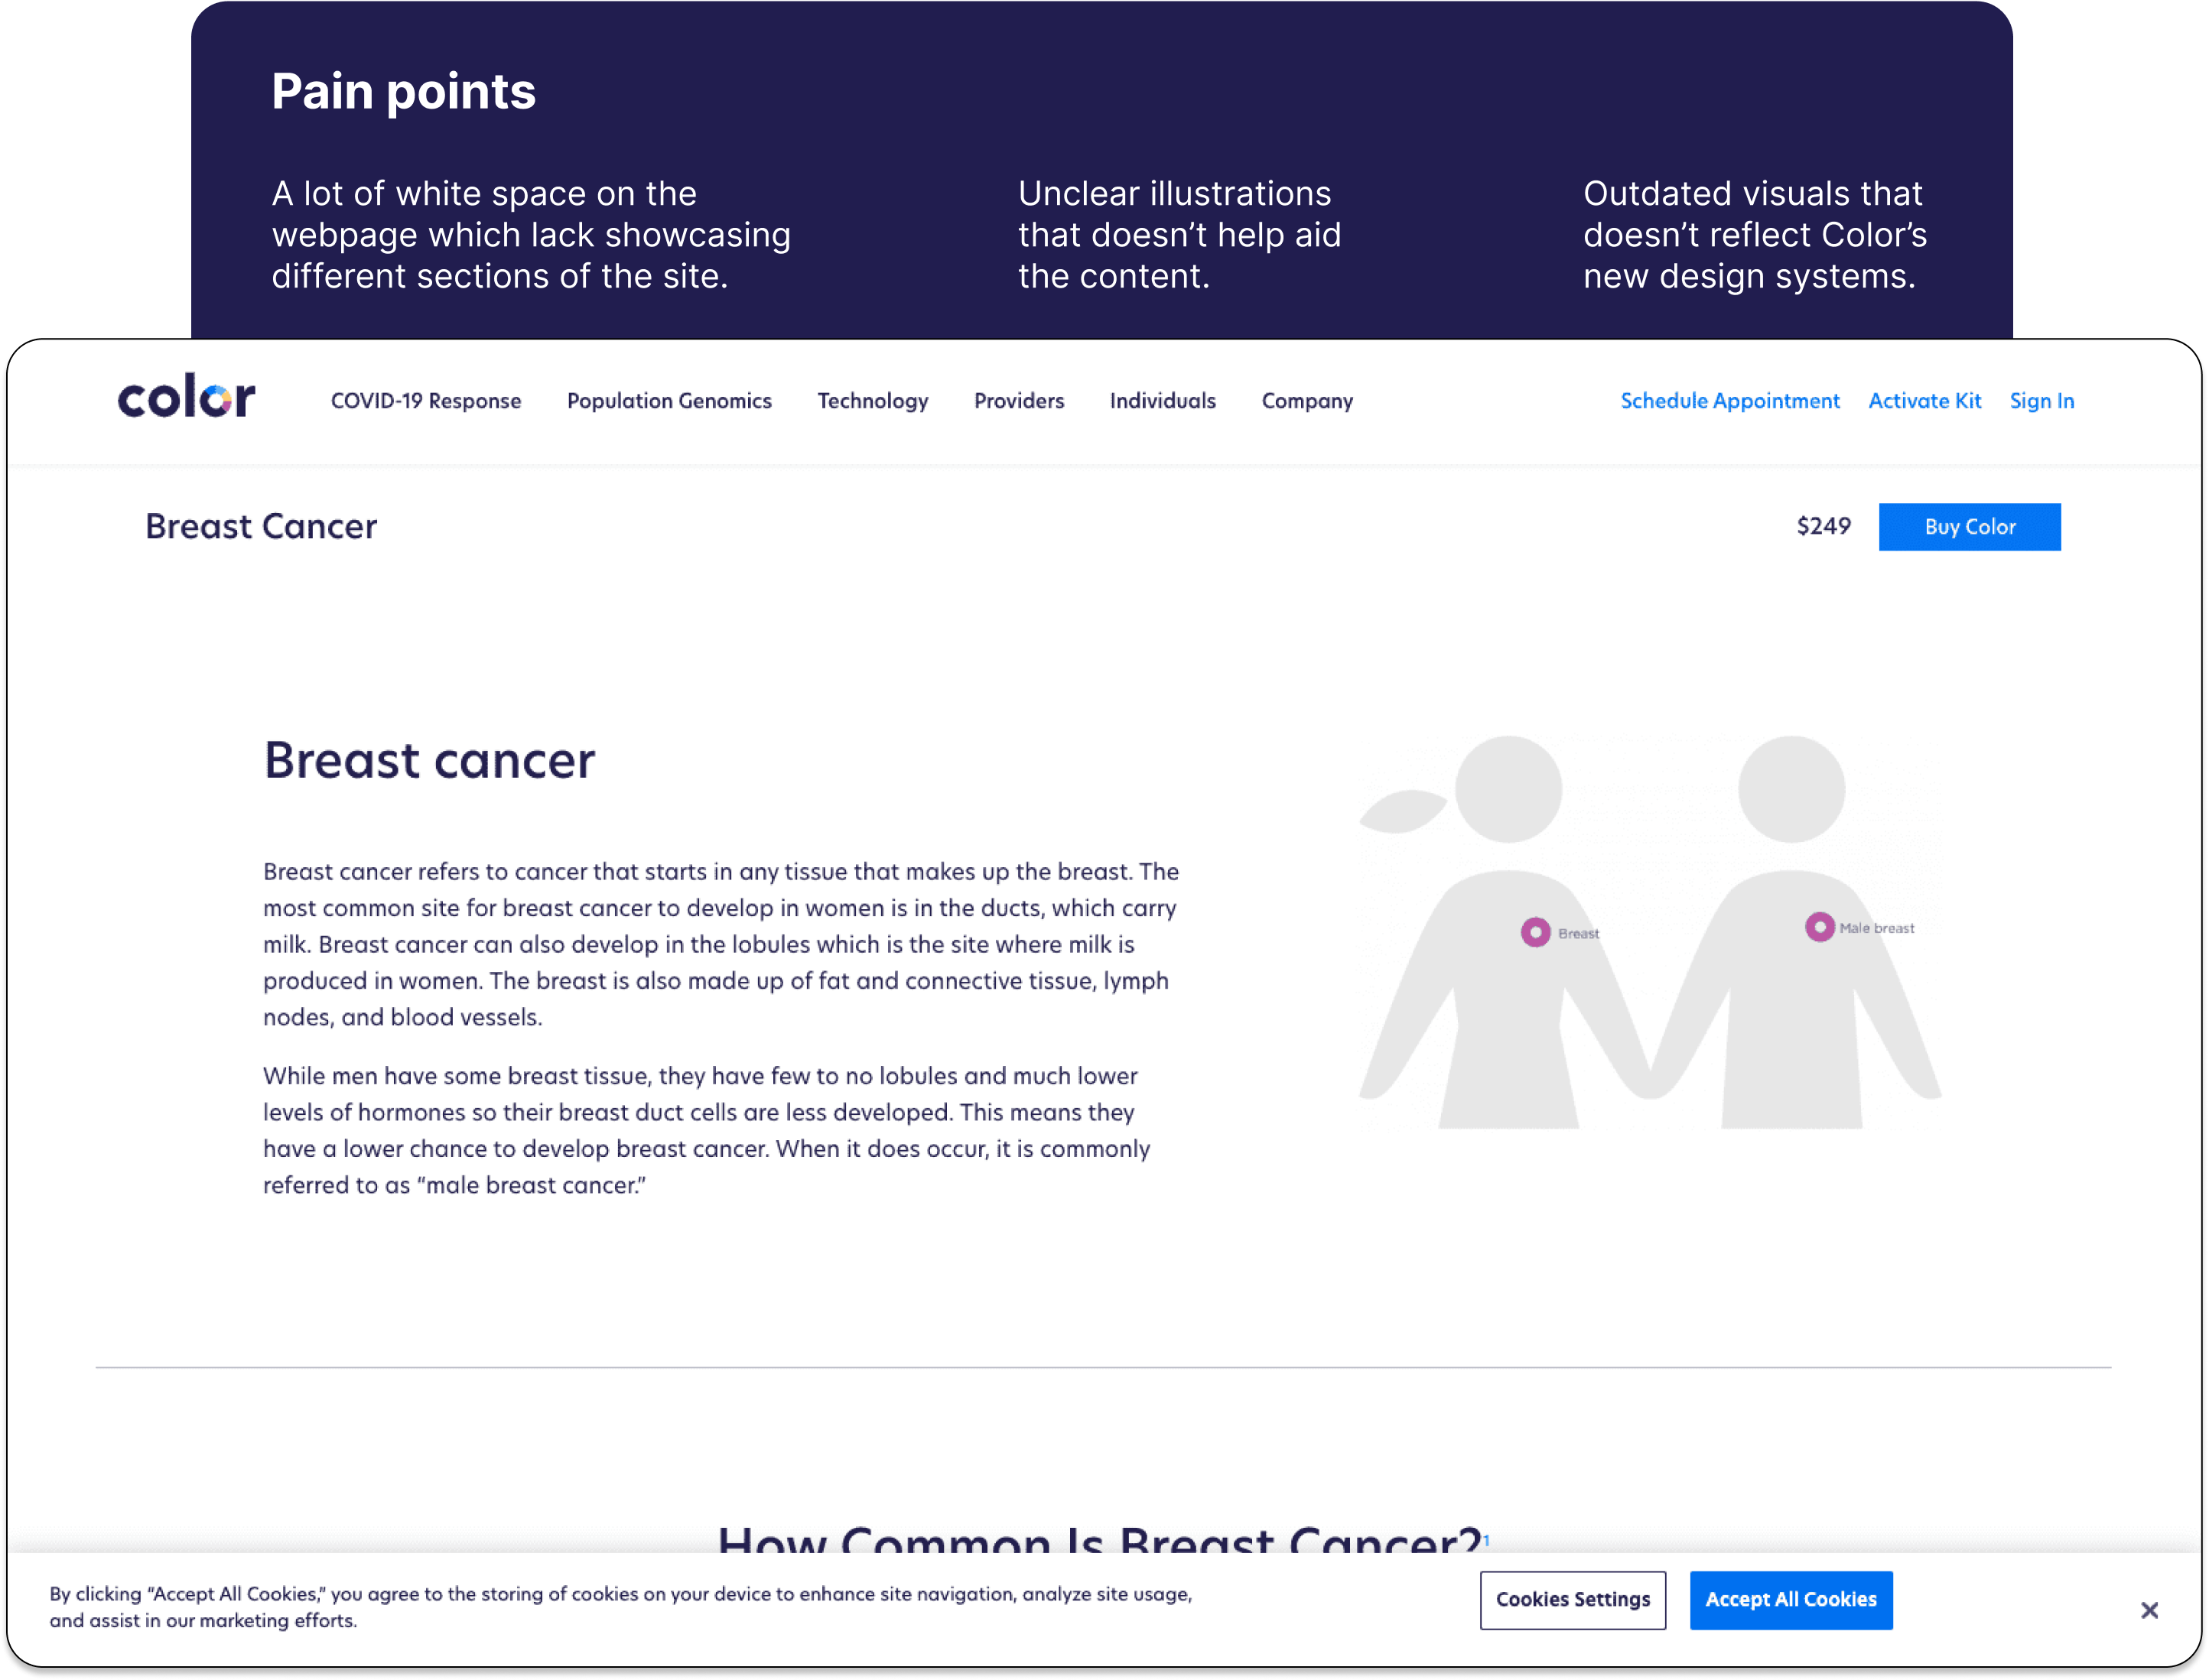 Pain points
A lot of white space on the
webpage which lack showcasing
different sections of the site.
Unclear illustrations
that doesn’t help aid
the content.
Outdated visuals that
doesn’t reflect Color’s
new design systems.
color
COVID-19 Response Population Genomics Technology Providers Individuals Company Schedule Appointment Activate Kit Sign In
Breast Cancer
$249 Buy Color
Breast cancer
Breast cancer refers to cancer that starts in any tissue that makes up the breast. The
most common site for breast cancer to develop in women is in the ducts, which carry
milk. Breast cancer can also develop in the lobules which is the site where milk is
produced in women. The breast is also made up of fat and connective tissue, lymph
nodes, and blood vessels.
While men have some breast tissue, they have few to no lobules and much lower
levels of hormones so their breast duct cells are less developed. This means they
have a lower chance to develop breast cancer. When it does occur, it is commonly
referred to as “male breast cancer.”
Breast
Male breast
How Common Is Breast Cancer?1
By clicking “Accept All Cookies,” you agree to the storing of cookies on your device to enhance site navigation, analyze site usage,
and assist in our marketing efforts.
Cookies Settings
Accept All Cookies